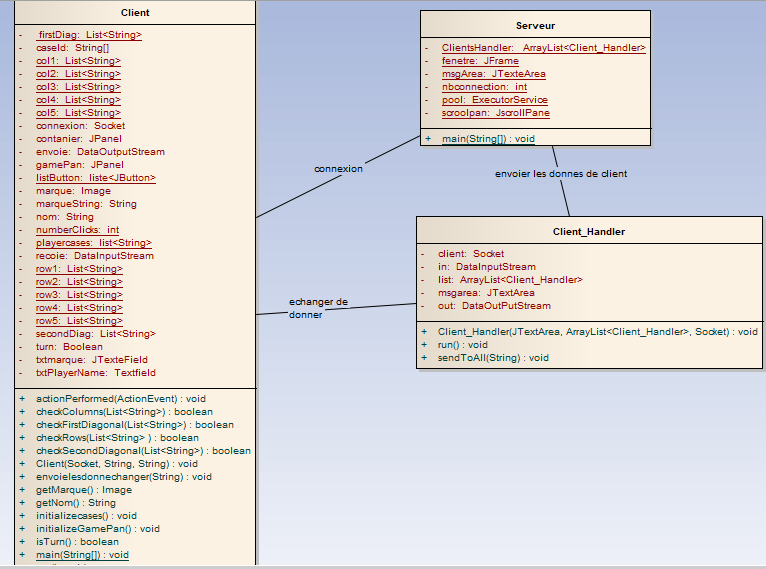 Client
- firstDiag: List<String>
- caseId: String[]
- col1: List<String>
- col2: List<String>
- col3: List<String>
- col4: List<String>
- col5: List<String>
- connexion: Socket
- contanier: JPanel
- envoie: DataOutputStream
- gamePan: JPanel
- listButton: liste<JButton>
- marque: Image
- marqueString: String
- nom: String
- numberClicks: int
- playercases: list<String>
- recoie: DataInputStream
- row1: List<String>
- row2: List<String>
- row3: List<String>
- row4: List<String>
- row5: List<String>
- secondDiag: List<String>
- turn: Boolean
- txtmarque: JTexteField
- txtPlayerName: Textfield
+ actionPerformed(ActionEvent) : void
+ checkColumns(List<String>) : boolean
+ checkFirstDiagonal(List<String>) : boolean
+ checkRows(List<String> ) : boolean
+ checkSecondDiagonal(List<String>) : boolean
+ Client(Socket, String, String) : void
+ envoielesdonnechanger(String) : void
+ getMarque() : Image
+ getNom() : String
+ initializecases() : void
+ initializeGamePan() : void
+ isTurn() : boolean
+ main(String[]) : void
connexion
Serveur
- ClientsHandler: ArrayList<Client_Handler>
- fenetre: JFrame
- msgArea: JTexteArea
- nbconnection: int
- pool: ExecutorService
- scroolpan: JscrollPane
+ main(String[]) : void
envoier les donnes de client
echanger de
donner
Client_Handler
- client: Socket
- in: DataInputStream
- list: ArrayList<Client_Handler>
- msgarea: JTextArea
- out: DataOutPutStream
+ Client_Handler(JTextArea, ArrayList<Client_Handler>, Socket) : void
+ run() : void
+ sendToAll(String) : void